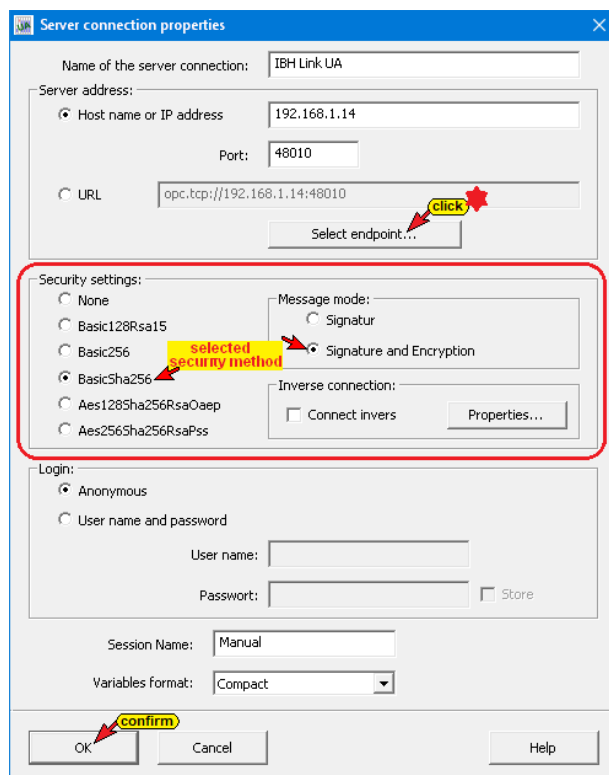 Server connection properties
Name of the server connection: IBH Link UA
Server address:
Host name or IP address 192.168.1.14
Port: 48010
URL opc.tcp://192.168.1.14:48010
click
Select endpoint...
Security settings:
None
Basic128Rsa15
Basic256
BasicSha256
Aes128Sha256RsaOaep
Aes256Sha256RsaPss
selected
security method
Message mode:
Signatur
Signature and Encryption
Inverse connection:
Connect invers Properties...
Login:
Anonymous
User name and password
User name:
Passwort: Store
Session Name: Manual
Variables format: Compact
confirm
OK Cancel Help